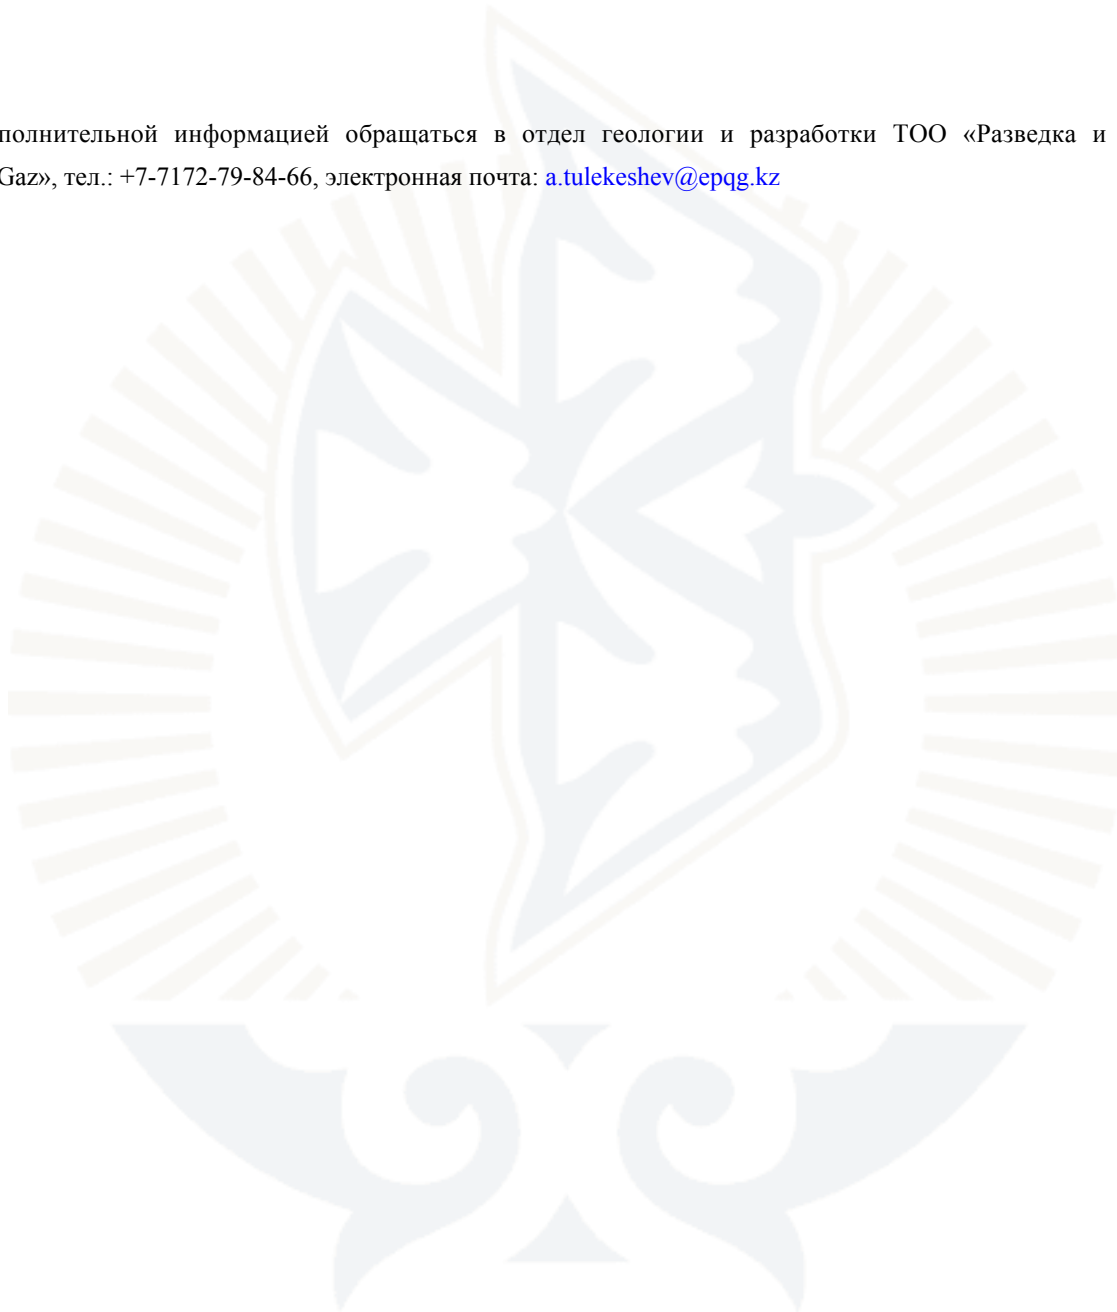 полнительной информацией обращаться в отдел геологии и разработки ТОО «Разведка и
Gaz», тел.: +7-7172-79-84-66, электронная почта: a.tulekeshev@epqg.kz